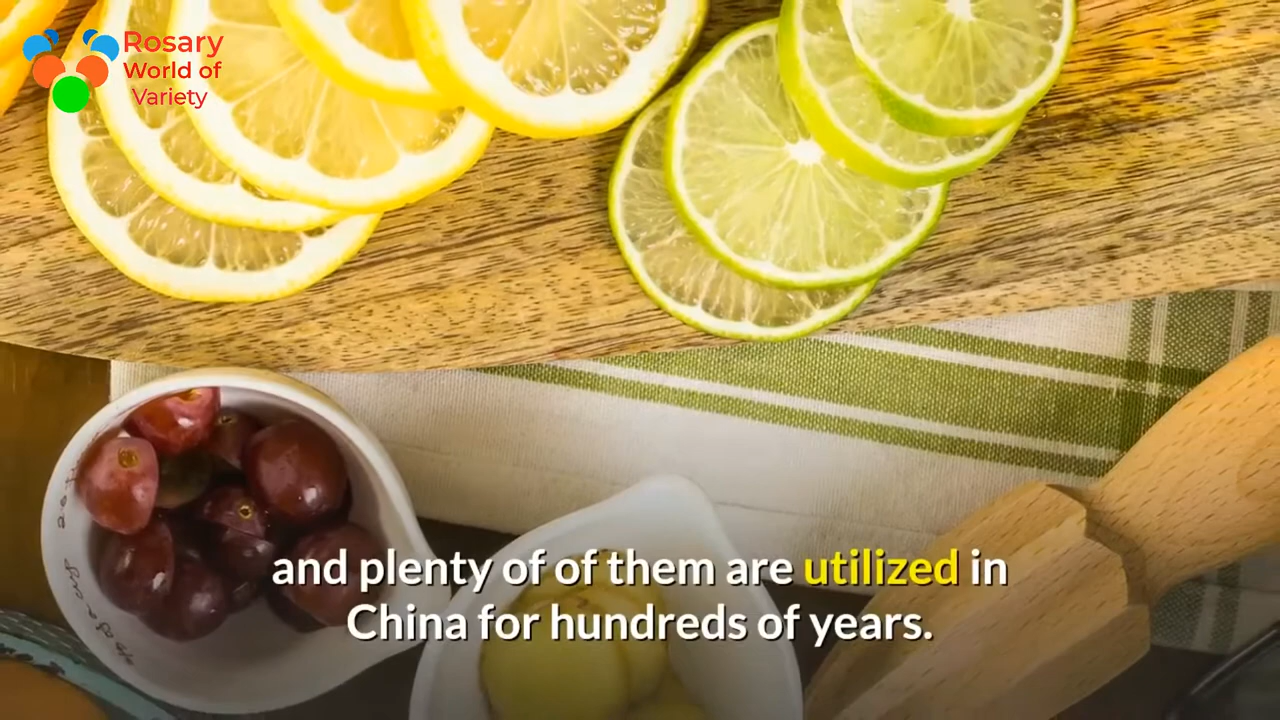 Rosary
World of
Variety
and plenty of of them are utilized in
China for hundreds of years.